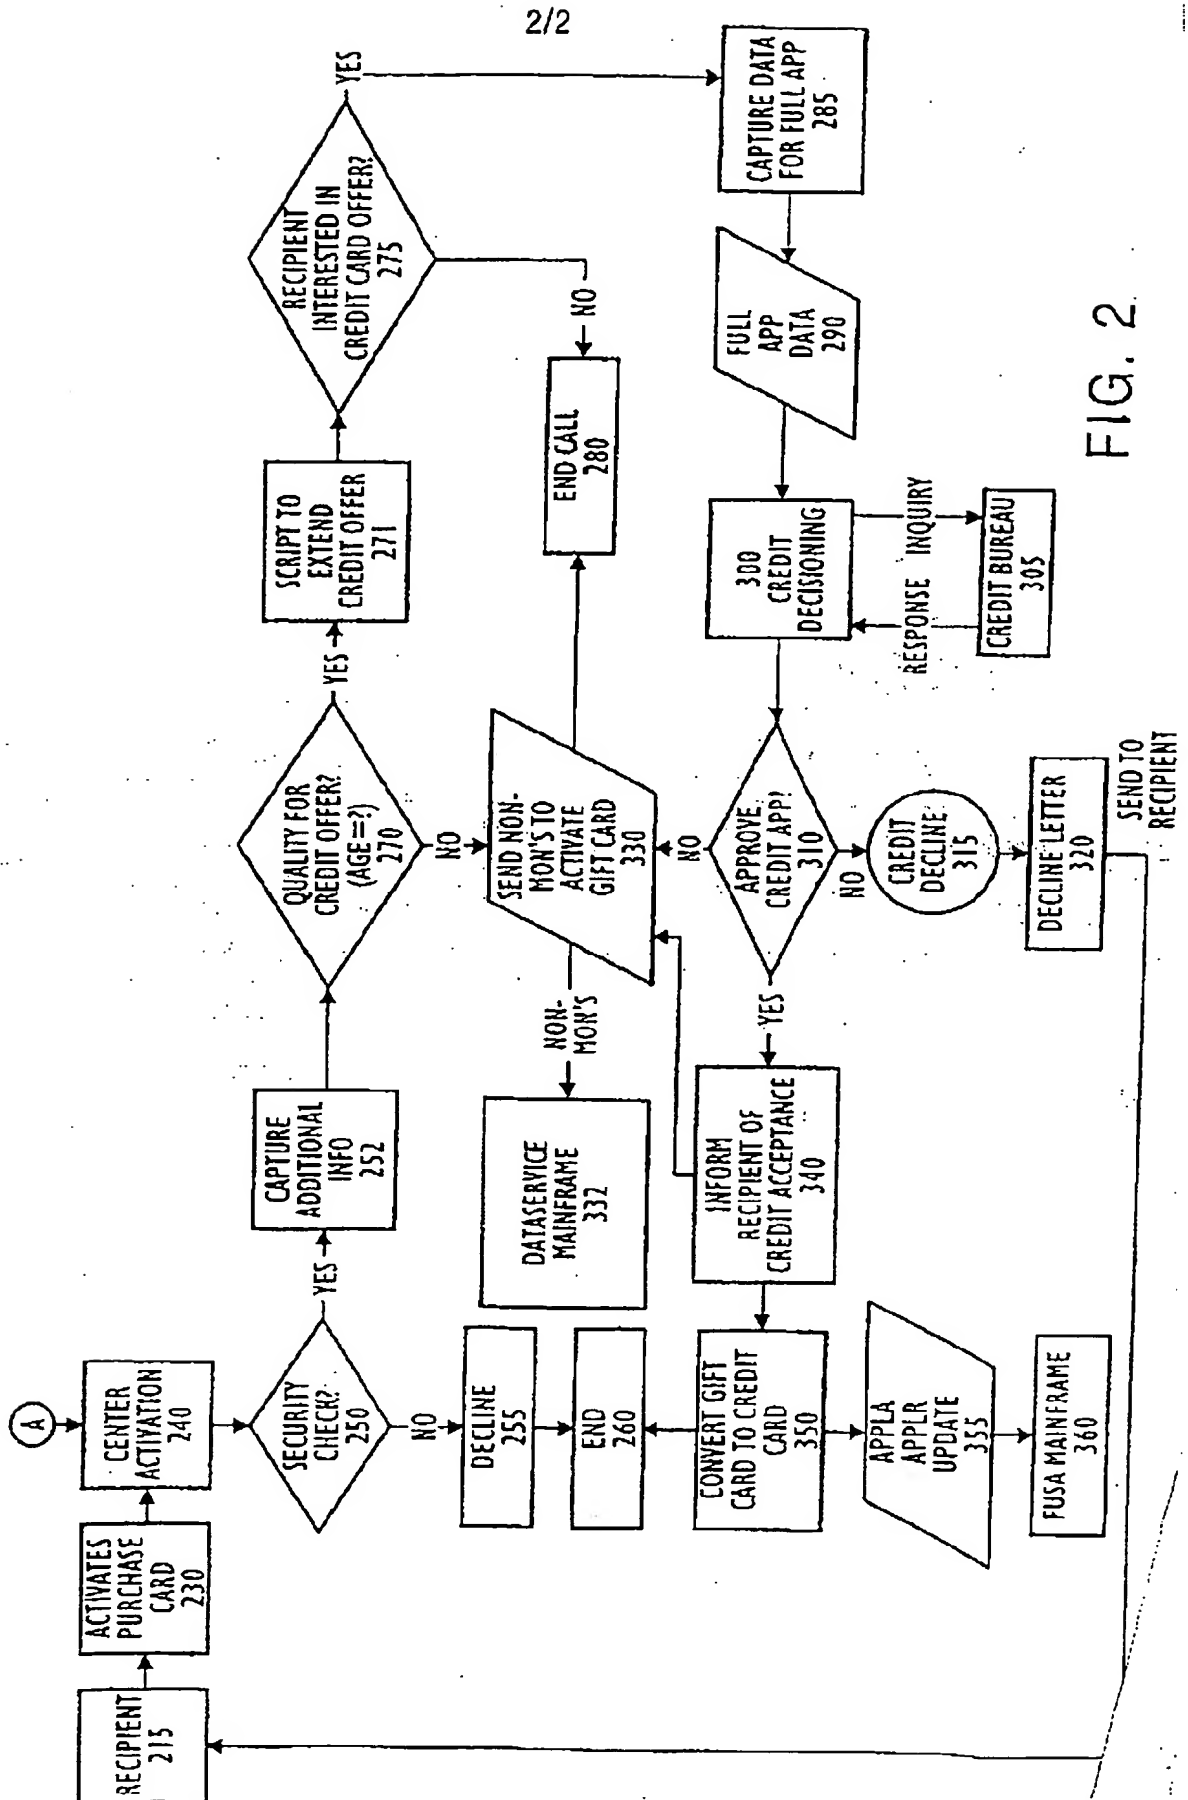 2/2
A
RECIPIENT
215
ACTIVATES
PURCHASE
CARD
230
CENTER
ACTIVATION
240
SECURITY
CHECK?
250
YES
NO
CAPTURE
ADDITIONAL
INFO
252
QUALITY FOR
CREDIT OFFER?
(AGE=?)
270
YES
NO
SCRIPT TO
EXTEND
CREDIT OFFER
271
RECIPIENT
INTERESTED IN
CREDIT CARD OFFER?
275
YES
NO
DECLINE
255
END
260
DATASERVICE
MAINFRAME
332
NON-
MON'S
SEND NON-
MON'S TO
ACTIVATE
GIFT CARD
330
END CALL
280
CONVERT GIFT
CARD TO CREDIT
CARD
350
INFORM
RECIPIENT OF
CREDIT ACCEPTANCE
340
YES
APPROVE
CREDIT APP?
310
NO
NO
300
CREDIT
DECISIONING
FULL
APP
DATA
290
CAPTURE DATA
FOR FULL APP
285
APPLA
APPLR
UPDATE
355
CREDIT
DECLINE
315
RESPONSE
INQUIRY
FUSA MAINFRAME
360
DECLINE LETTER
320
CREDIT BUREAU
305
SEND TO
RECIPIENT
FIG. 2